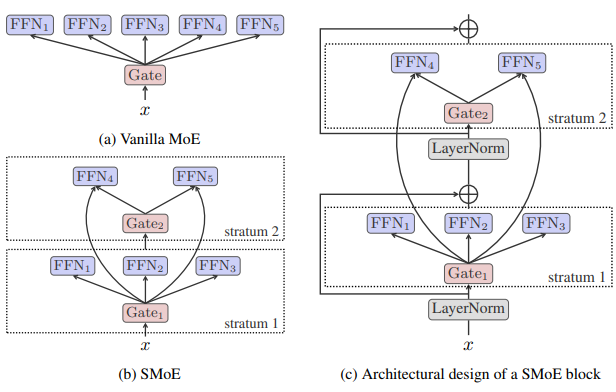 FFN₁ FFN₂ FFN₃ FFN₄ FFN₅
Gate
x
(a) Vanilla MoE
FFN₄ FFN₅
Gate₂
stratum 2
FFN₁ FFN₂ FFN₃
Gate₁
stratum 1
x
(b) SMoE
FFN₄ FFN₅
Gate₂
stratum 2
LayerNorm
FFN₁ FFN₂ FFN₃
Gate₁
stratum 1
LayerNorm
x
(c) Architectural design of a SMoE block